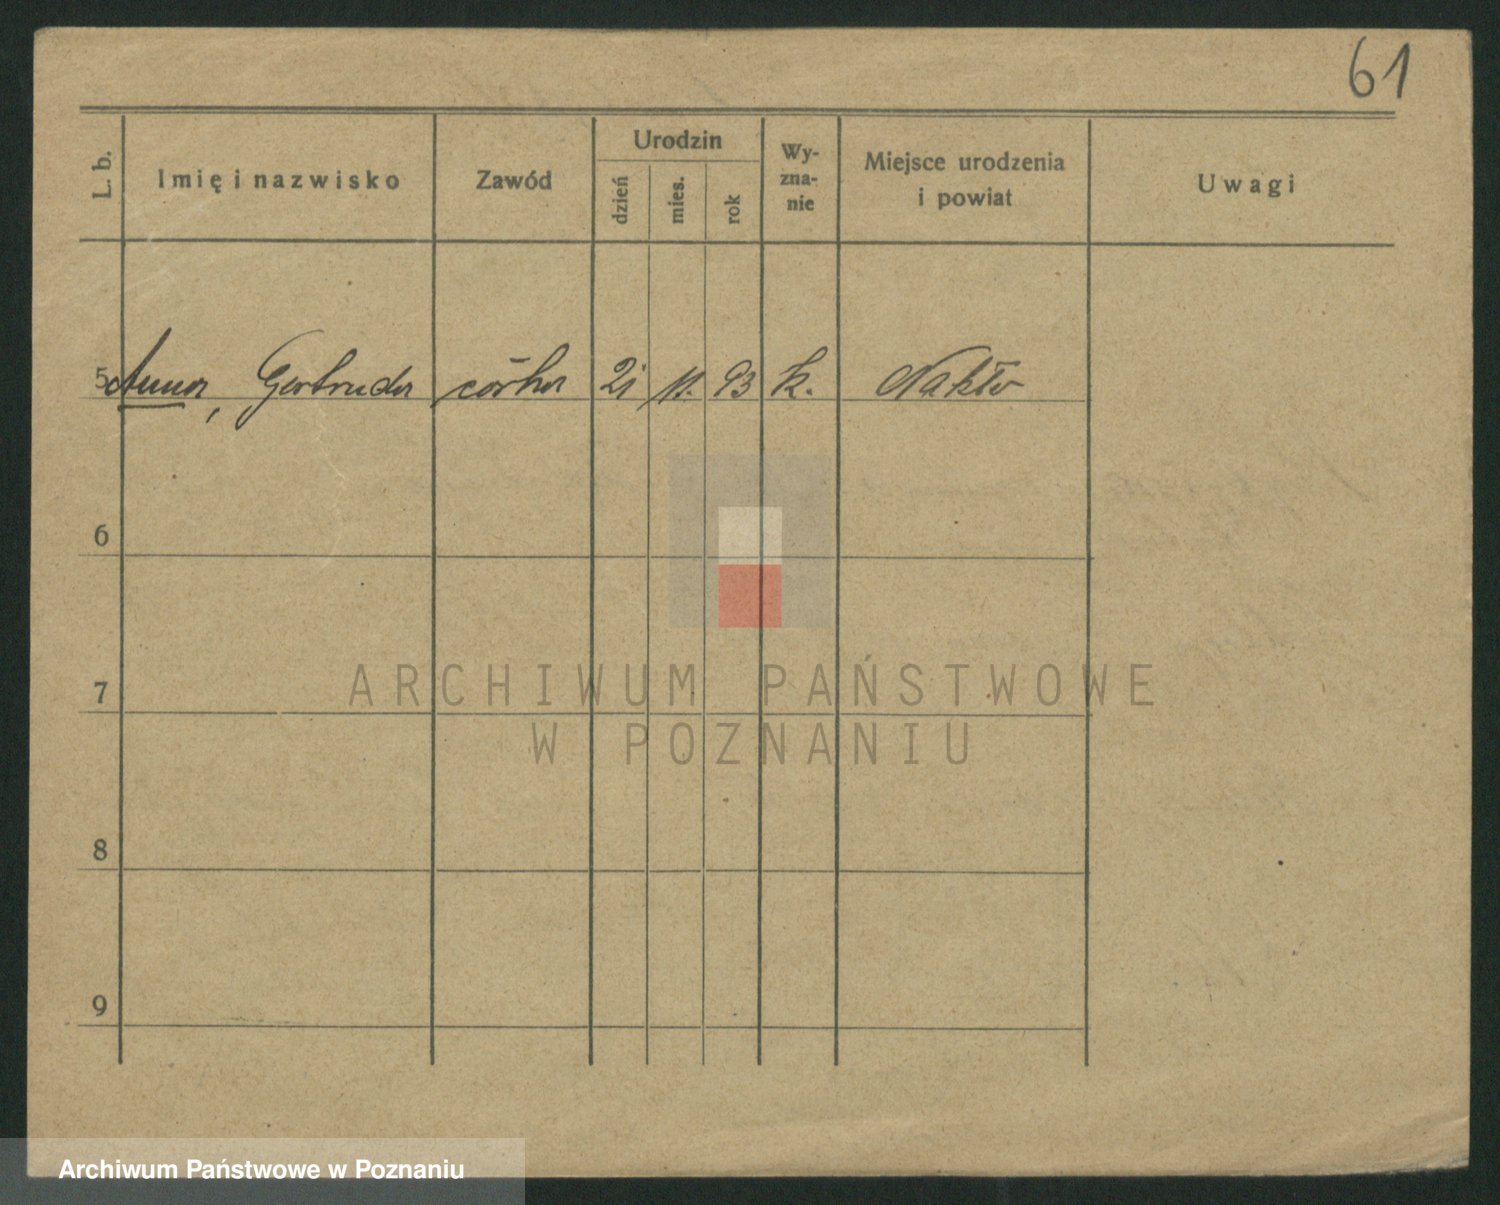 61
L. b.
Imię i nazwisko
Zawód
Urodzin
dzień
mies.
rok
Wy-
zna-
nie
Miejsce urodzenia
i powiat
Uwagi
5 Anna, Gertruda córka 21 11. 93 k. Nakło
6
7
8
9
ARCHIWUM PAŃSTWOWE
W POZNANIU
Archiwum Państwowe w Poznaniu